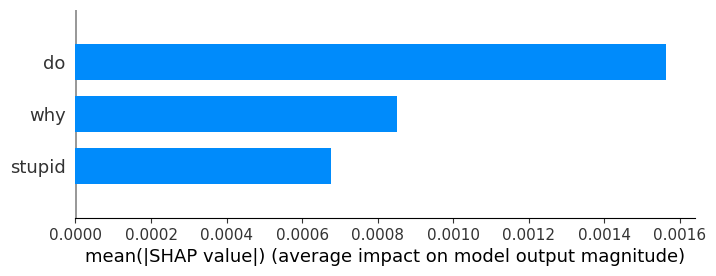 do
why
stupid
0.0000 0.0002 0.0004 0.0006 0.0008 0.0010 0.0012 0.0014 0.0016
mean(|SHAP value|) (average impact on model output magnitude)